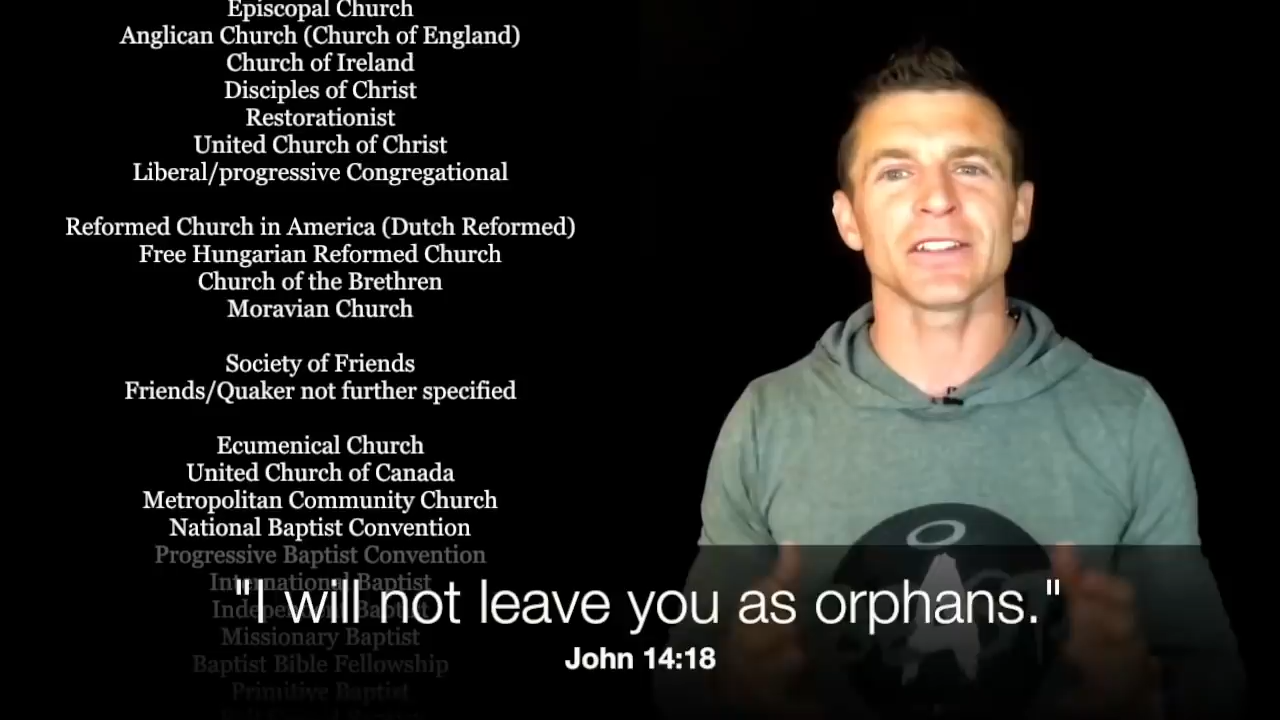 Episcopal Church
Anglican Church (Church of England)
Church of Ireland
Disciples of Christ
Restorationist
United Church of Christ
Liberal/progressive Congregational
Reformed Church in America (Dutch Reformed)
Free Hungarian Reformed Church
Church of the Brethren
Moravian Church
Society of Friends
Friends/Quaker not further specified
Ecumenical Church
United Church of Canada
Metropolitan Community Church
National Baptist Convention
Progressive Baptist Convention
International Baptist
Independent Baptist
"I will not leave you as orphans."
Missionary Baptist
John 14:18
Baptist Bible Fellowship
Primitive Baptist